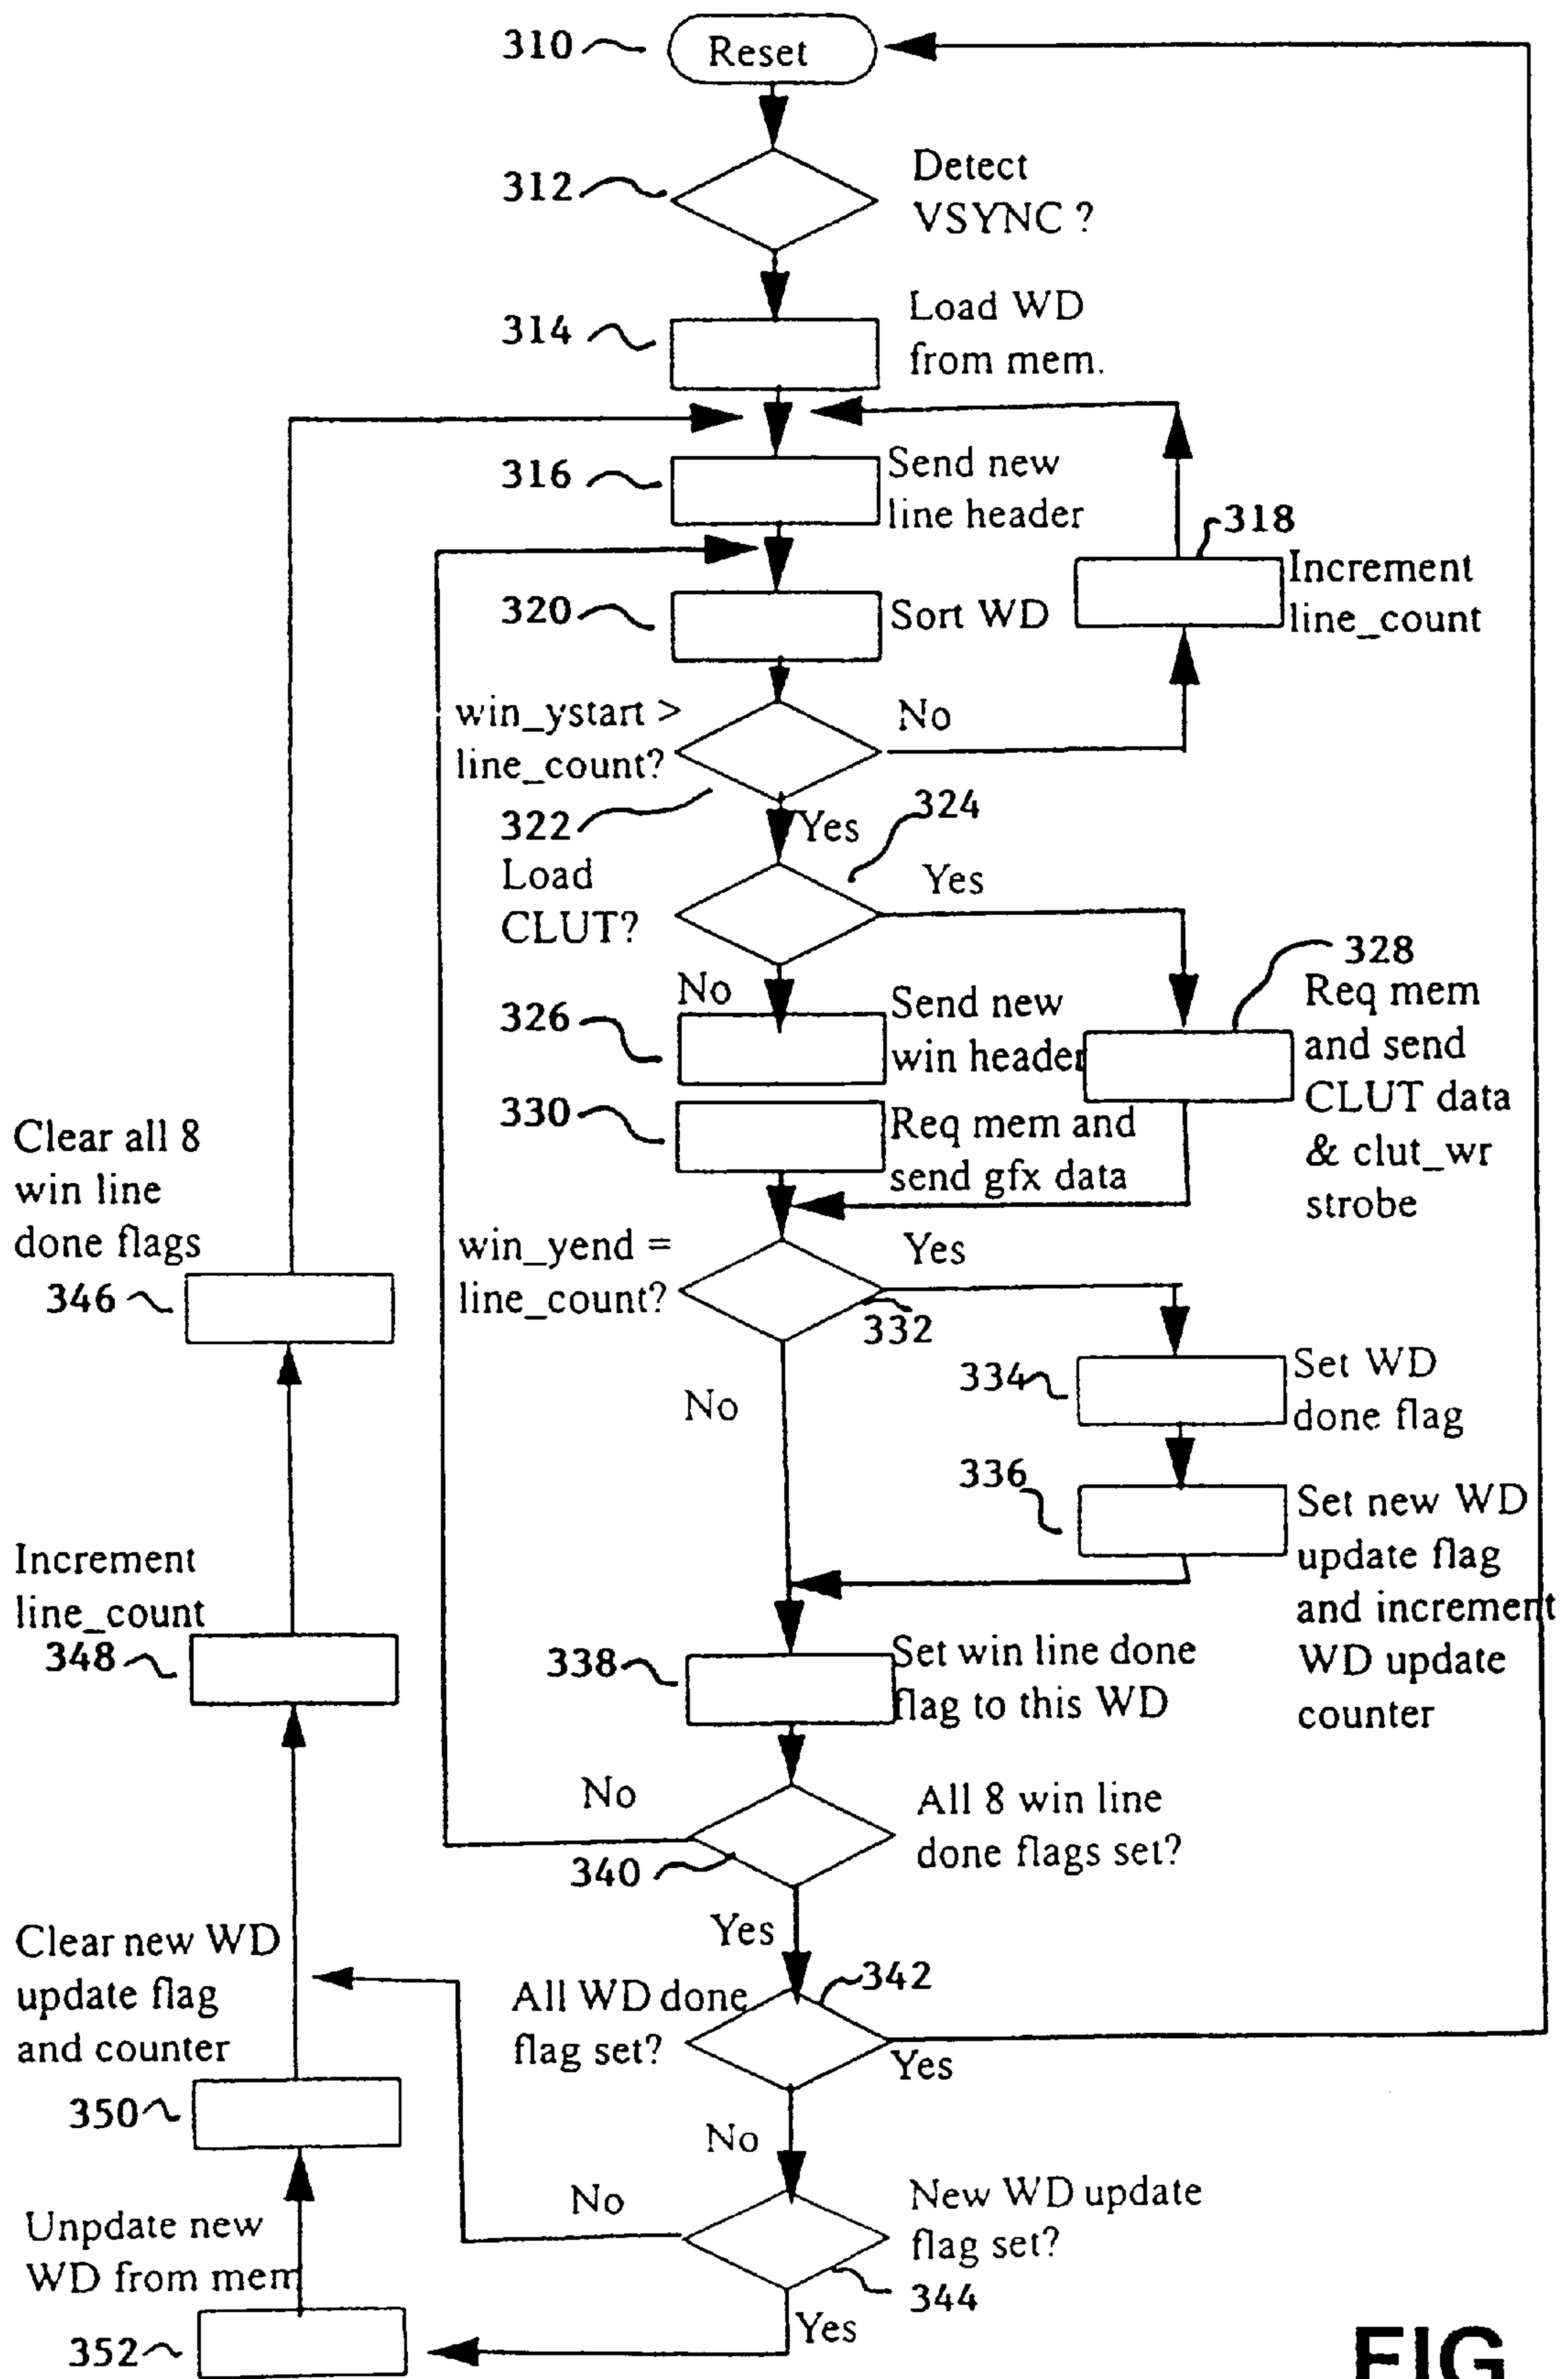 310
Reset
312
Detect
VSYNC ?
314
Load WD
from mem.
316
Send new
line header
318
Increment
line_count
320
Sort WD
win_ystart >
line_count?
No
322
Yes
324
Load
CLUT?
Yes
No
326
Send new
win header
328
Req mem
and send
CLUT data
& clut_wr
strobe
330
Req mem and
send gfx data
Clear all 8
win line
done flags
346
win_yend =
line_count?
Yes
332
No
334
Set WD
done flag
336
Set new WD
update flag
and increment
WD update
counter
Increment
line_count
348
338
Set win line done
flag to this WD
No
340
All 8 win line
done flags set?
Yes
Clear new WD
update flag
and counter
350
All WD done
flag set?
342
Yes
No
No
New WD update
flag set?
344
Yes
Unpdate new
WD from mem
352
FIG